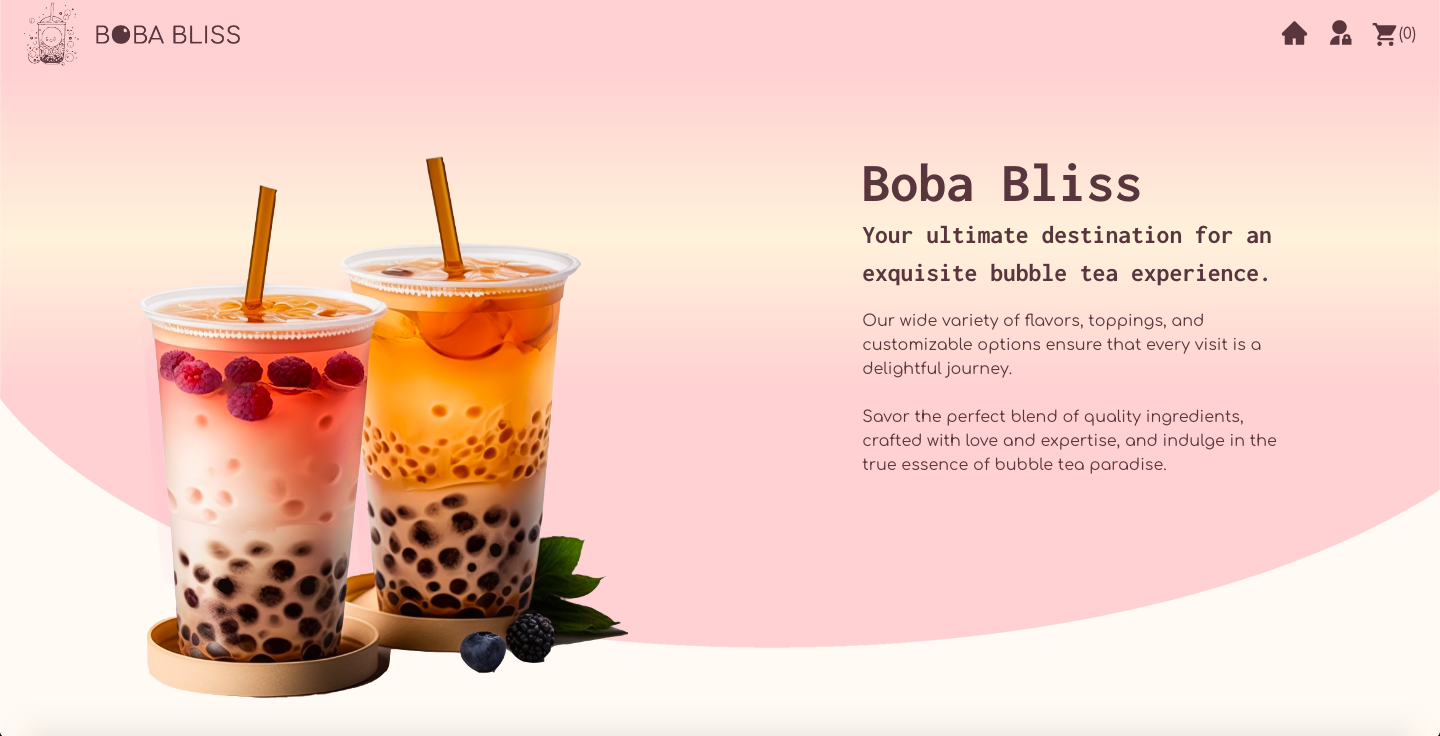 BOBA BLISS
(0)
Boba Bliss
Your ultimate destination for an
exquisite bubble tea experience.
Our wide variety of flavors, toppings, and
customizable options ensure that every visit is a
delightful journey.
Savor the perfect blend of quality ingredients,
crafted with love and expertise, and indulge in the
true essence of bubble tea paradise.